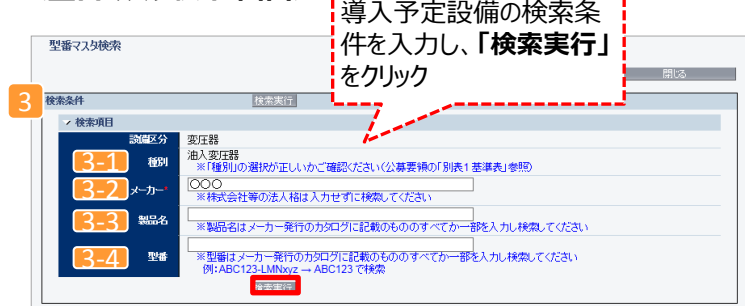 導入予定設備の検索条
件を入力し、「検索実行」
をクリック
型番マスタ検索
閉じる
3 検索条件 検索実行
検索項目
設備区分 変圧器
3-1 種別 油入変圧器
※「種別」の選択が正しいかご確認ください(公募要領の「別表1 基準表」参照)
3-2 メーカー* 〇〇〇
※株式会社等の法人格は入力せずに検索してください
3-3 製品名
※製品名はメーカー発行のカタログに記載のもののすべてか一部を入力し検索してください
3-4 型番
※型番はメーカー発行のカタログに記載のもののすべてか一部を入力し検索してください
例:ABC123-LMNxyz → ABC123 で検索
検索実行